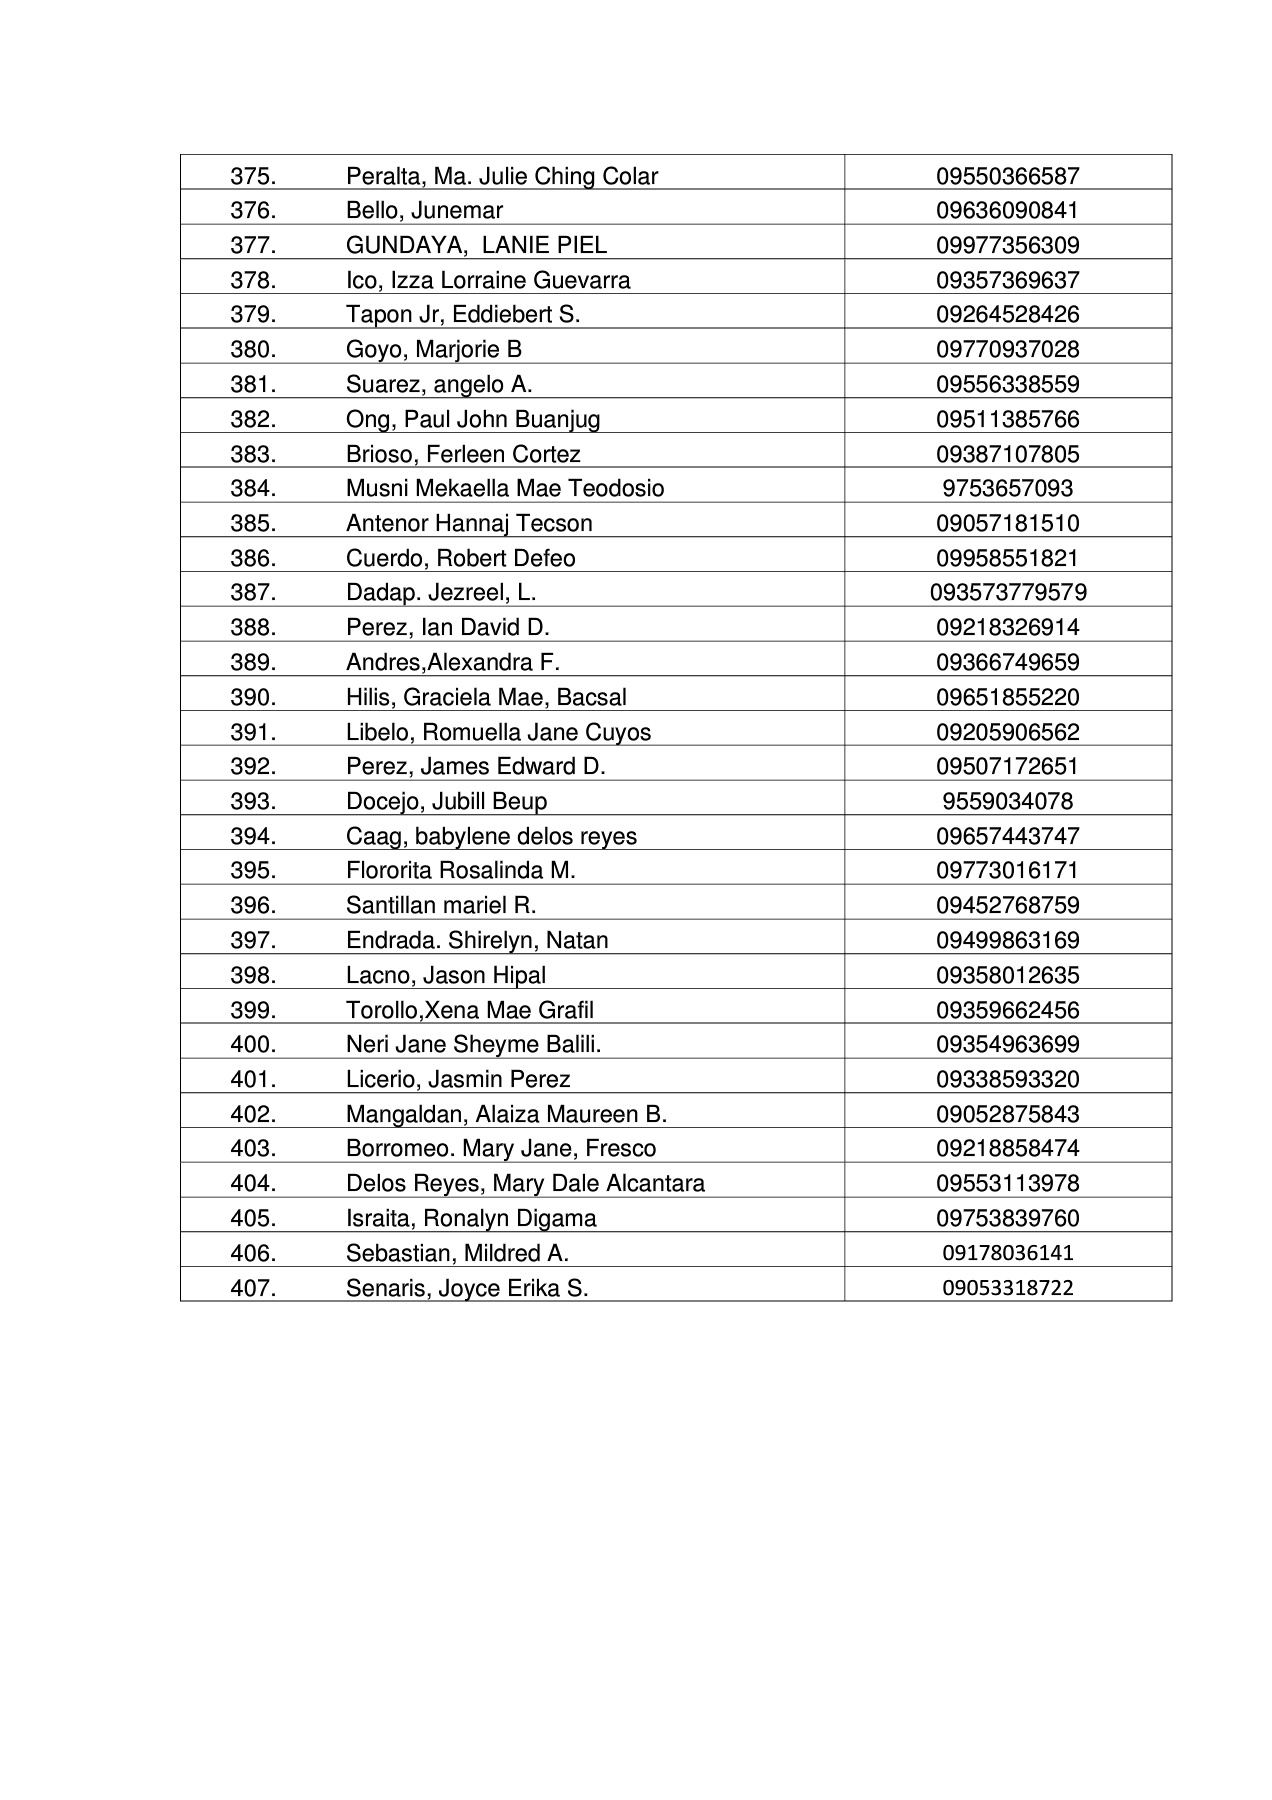 375. Peralta, Ma. Julie Ching Colar 09550366587
376. Bello, Junemar 09636090841
377. GUNDAYA,  LANIE PIEL 09977356309
378. Ico, Izza Lorraine Guevarra 09357369637
379. Tapon Jr, Eddiebert S. 09264528426
380. Goyo, Marjorie B 09770937028
381. Suarez, angelo A. 09556338559
382. Ong, Paul John Buanjug 09511385766
383. Brioso, Ferleen Cortez 09387107805
384. Musni Mekaella Mae Teodosio 9753657093
385. Antenor Hannaj Tecson 09057181510
386. Cuerdo, Robert Defeo 09958551821
387. Dadap. Jezreel, L. 093573779579
388. Perez, Ian David D. 09218326914
389. Andres,Alexandra F. 09366749659
390. Hilis, Graciela Mae, Bacsal 09651855220
391. Libelo, Romuella Jane Cuyos 09205906562
392. Perez, James Edward D. 09507172651
393. Docejo, Jubill Beup 9559034078
394. Caag, babylene delos reyes 09657443747
395. Flororita Rosalinda M. 09773016171
396. Santillan mariel R. 09452768759
397. Endrada. Shirelyn, Natan 09499863169
398. Lacno, Jason Hipal 09358012635
399. Torollo,Xena Mae Grafil 09359662456
400. Neri Jane Sheyme Balili. 09354963699
401. Licerio, Jasmin Perez 09338593320
402. Mangaldan, Alaiza Maureen B. 09052875843
403. Borromeo. Mary Jane, Fresco 09218858474
404. Delos Reyes, Mary Dale Alcantara 09553113978
405. Israita, Ronalyn Digama 09753839760
406. Sebastian, Mildred A. 09178036141
407. Senaris, Joyce Erika S. 09053318722